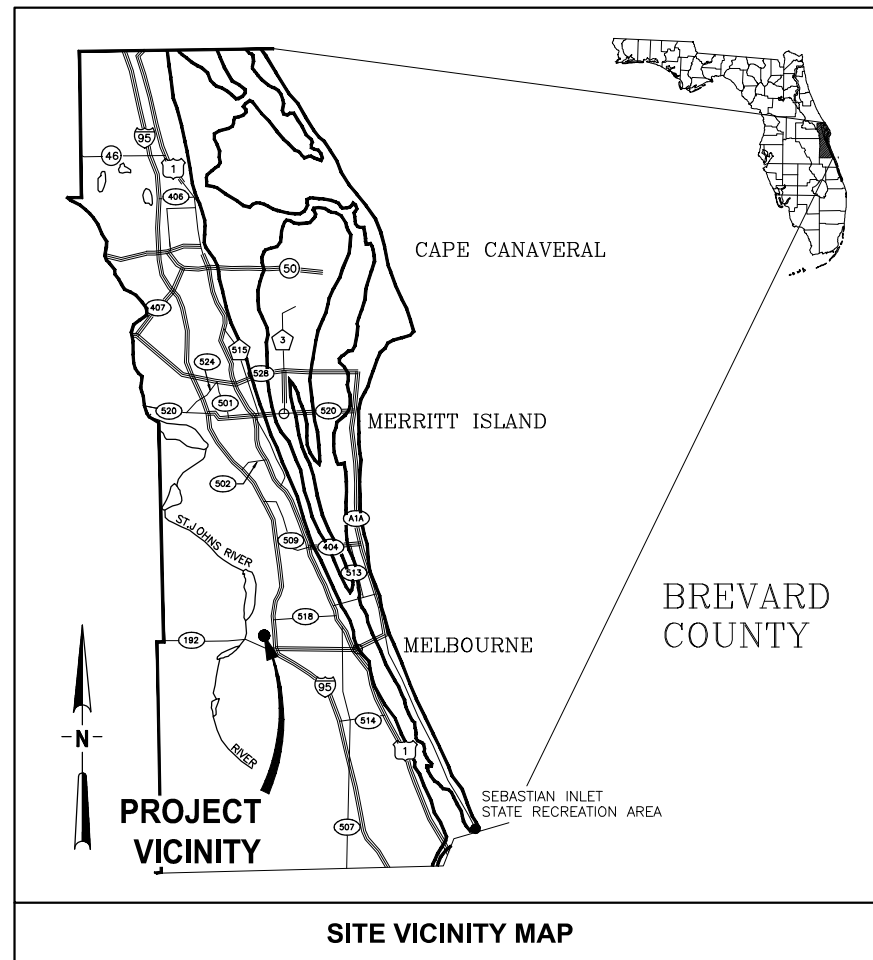 95
46
1
406
CAPE CANAVERAL
50
407
3
515
524
528
501
520
520
MERRITT ISLAND
502
A1A
ST.JOHNS RIVER
509
404
513
BREVARD
COUNTY
518
192
MELBOURNE
95
514
N
1
RIVER
SEBASTIAN INLET
STATE RECREATION AREA
PROJECT
VICINITY
507
SITE VICINITY MAP